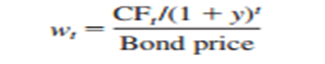 w_t = CF_t/(1 + y)^t
Bond price